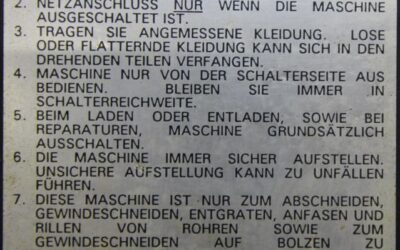 2. NETZANSCHLUSS NUR WENN DIE MASCHINE
AUSGESCHALTET IST.
3. TRAGEN SIE ANGEMESSENE KLEIDUNG. LOSE
ODER FLATTERNDE KLEIDUNG KANN SICH IN DEN
DREHENDEN TEILEN VERFANGEN.
4. MASCHINE NUR VON DER SCHALTERSEITE AUS
BEDIENEN. BLEIBEN SIE IMMER IN
SCHALTERREICHWEITE.
5. BEIM LADEN ODER ENTLADEN, SOWIE BEI
REPARATUREN, MASCHINE GRUNDSÄTZLICH
AUSSCHALTEN.
6. DIE MASCHINE IMMER SICHER AUFSTELLEN.
UNSICHERE AUFSTELLUNG KANN ZU UNFÄLLEN
FÜHREN.
7. DIESE MASCHINE IST NUR ZUM ABSCHNEIDEN,
GEWINDESCHNEIDEN, ENTGRATEN, ANFASEN UND
RILLEN VON ROHREN SOWIE ZUM
GEWINDESCHNEIDEN AUF BOLZEN ZU